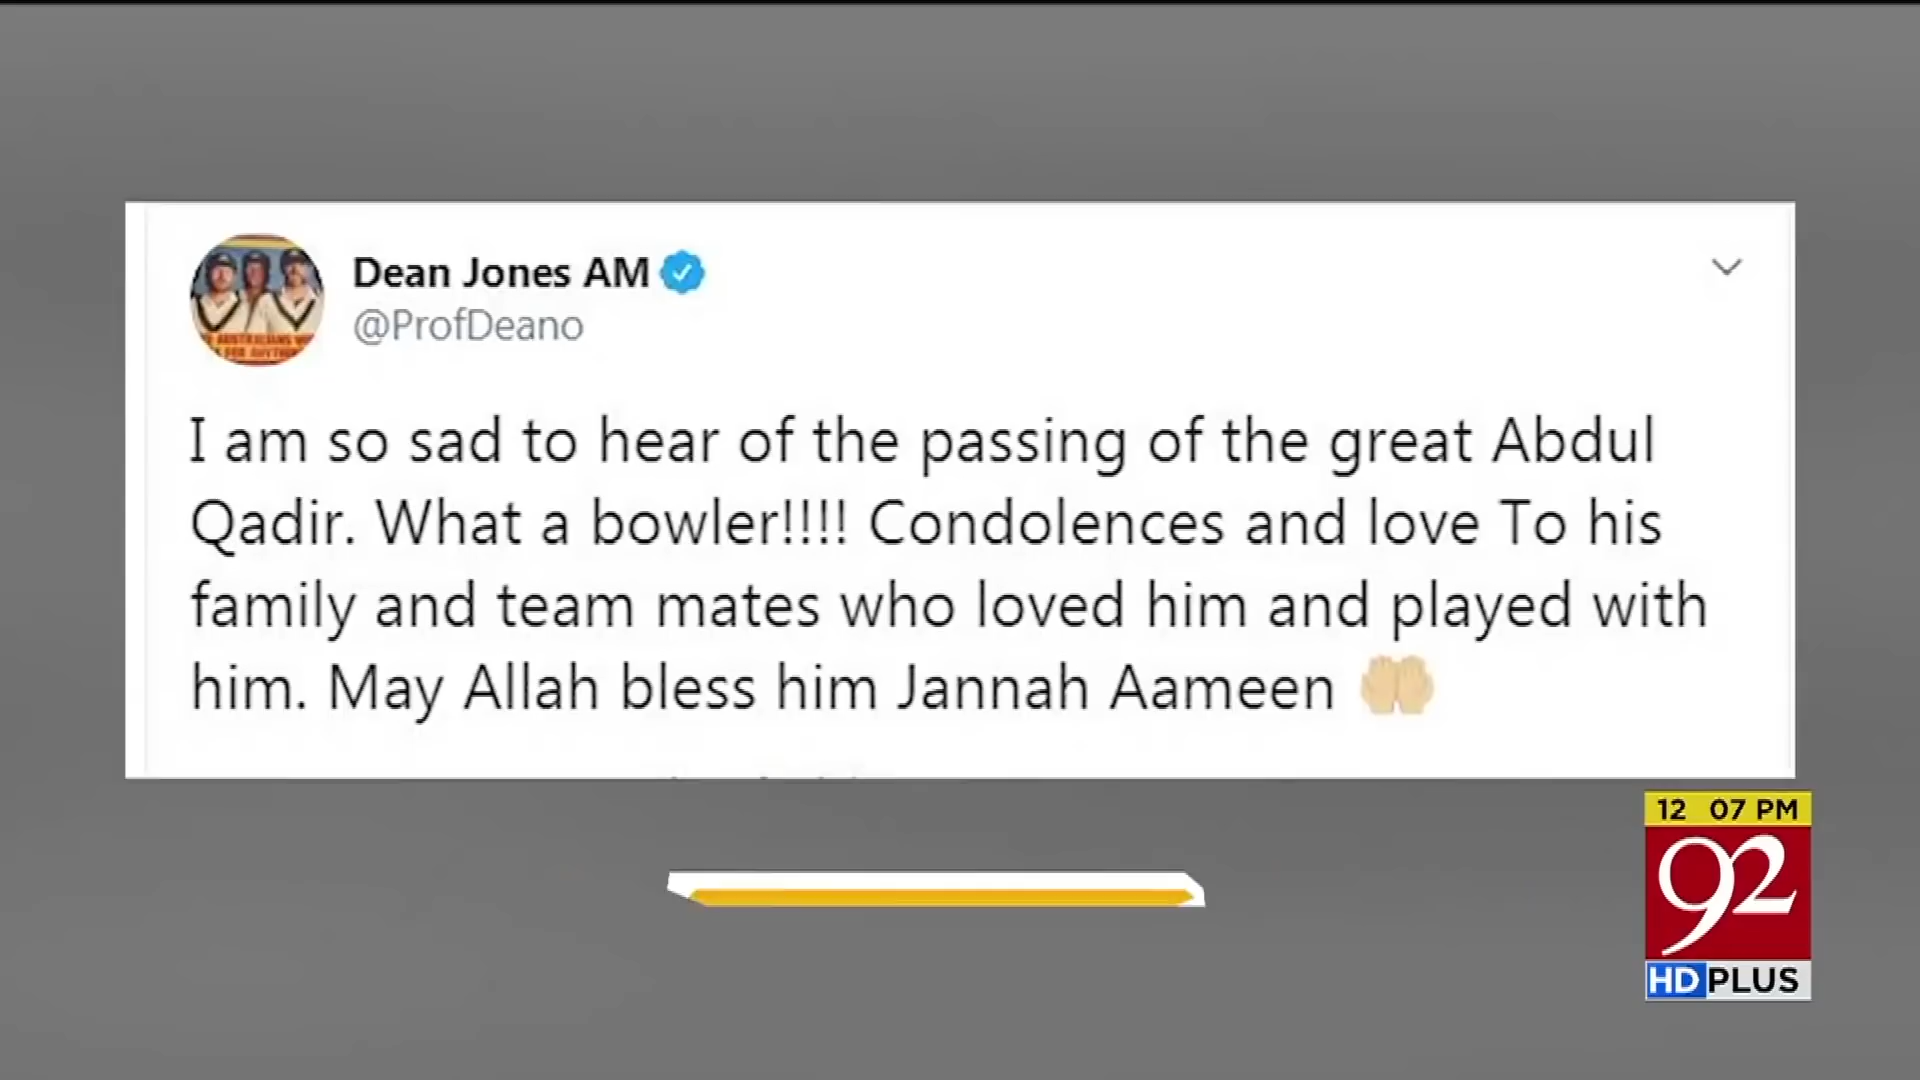 Dean Jones AM
@ProfDeano
I am so sad to hear of the passing of the great Abdul
Qadir. What a bowler!!!! Condolences and love To his
family and team mates who loved him and played with
him. May Allah bless him Jannah Aameen 🤲🏼
12 07 PM
92
HD PLUS